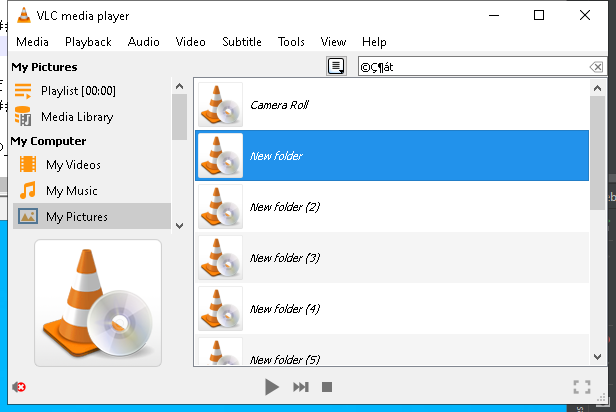 VLC media player
Media Playback Audio Video Subtitle Tools View Help
My Pictures
©Ç¶át
Playlist [00:00]
Media Library
My Computer
My Videos
My Music
My Pictures
Camera Roll
New folder
New folder (2)
New folder (3)
New folder (4)
New folder (5)